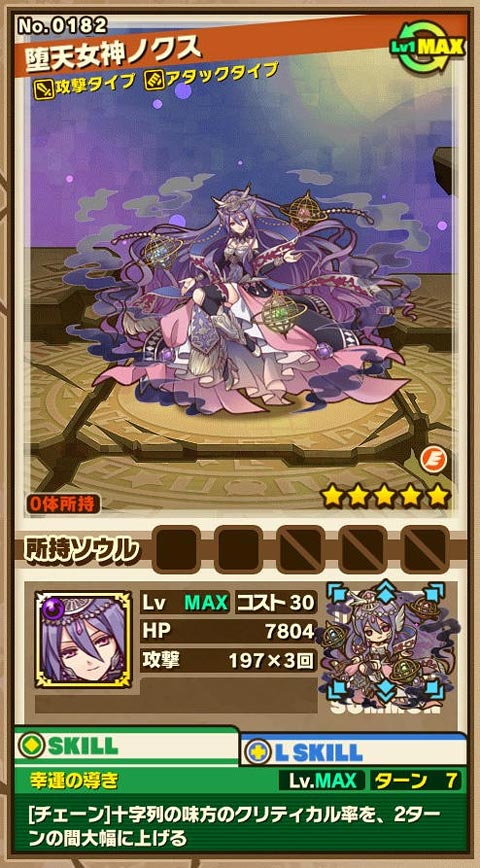 No.0182
堕天女神ノクス
攻撃タイプ アタックタイプ
Lv1 MAX
E
0体所持
所持ソウル
Lv MAX コスト 30
HP 7804
攻撃 197×3回
SUMMON
SKILL
L SKILL
幸運の導き Lv.MAX ターン 7
[チェーン]十字列の味方のクリティカル率を、2ター
ンの間大幅に上げる